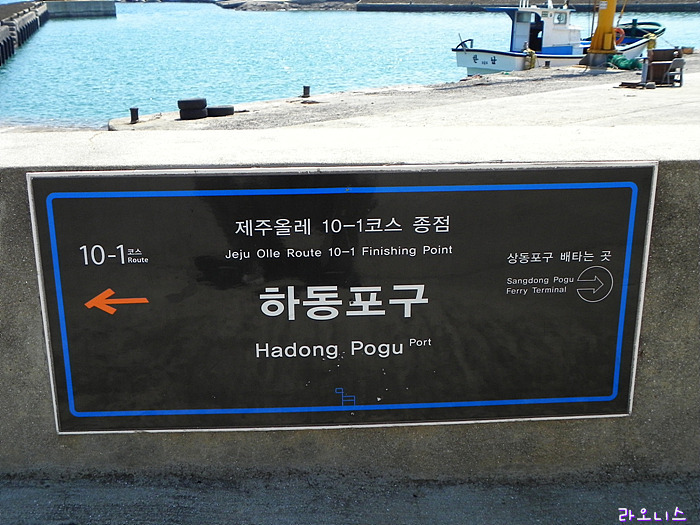 제주올레 10-1코스 종점
Jeju Olle Route 10-1 Finishing Point
10-1 코스 Route
상동포구 배타는 곳
Sangdong Pogu
Ferry Terminal
하동포구
Hadong Pogu Port
라오니스